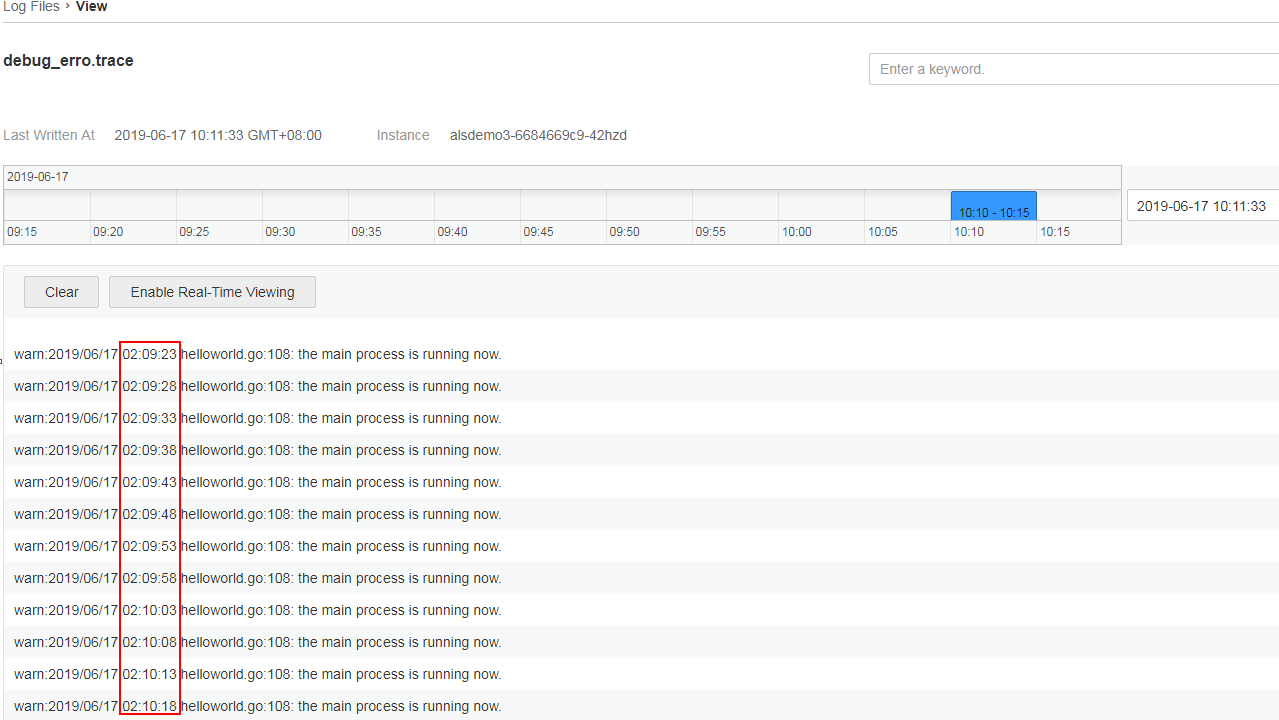 Log Files › View
debug_erro.trace
Enter a keyword.
Last Written At 2019-06-17 10:11:33 GMT+08:00 Instance alsdemo3-6684669c9-42hzd
2019-06-17
10:10 - 10:15
2019-06-17 10:11:33
09:15 09:20 09:25 09:30 09:35 09:40 09:45 09:50 09:55 10:00 10:05 10:10 10:15
Clear Enable Real-Time Viewing
warn:2019/06/17 02:09:23 helloworld.go:108: the main process is running now.
warn:2019/06/17 02:09:28 helloworld.go:108: the main process is running now.
warn:2019/06/17 02:09:33 helloworld.go:108: the main process is running now.
warn:2019/06/17 02:09:38 helloworld.go:108: the main process is running now.
warn:2019/06/17 02:09:43 helloworld.go:108: the main process is running now.
warn:2019/06/17 02:09:48 helloworld.go:108: the main process is running now.
warn:2019/06/17 02:09:53 helloworld.go:108: the main process is running now.
warn:2019/06/17 02:09:58 helloworld.go:108: the main process is running now.
warn:2019/06/17 02:10:03 helloworld.go:108: the main process is running now.
warn:2019/06/17 02:10:08 helloworld.go:108: the main process is running now.
warn:2019/06/17 02:10:13 helloworld.go:108: the main process is running now.
warn:2019/06/17 02:10:18 helloworld.go:108: the main process is running now.